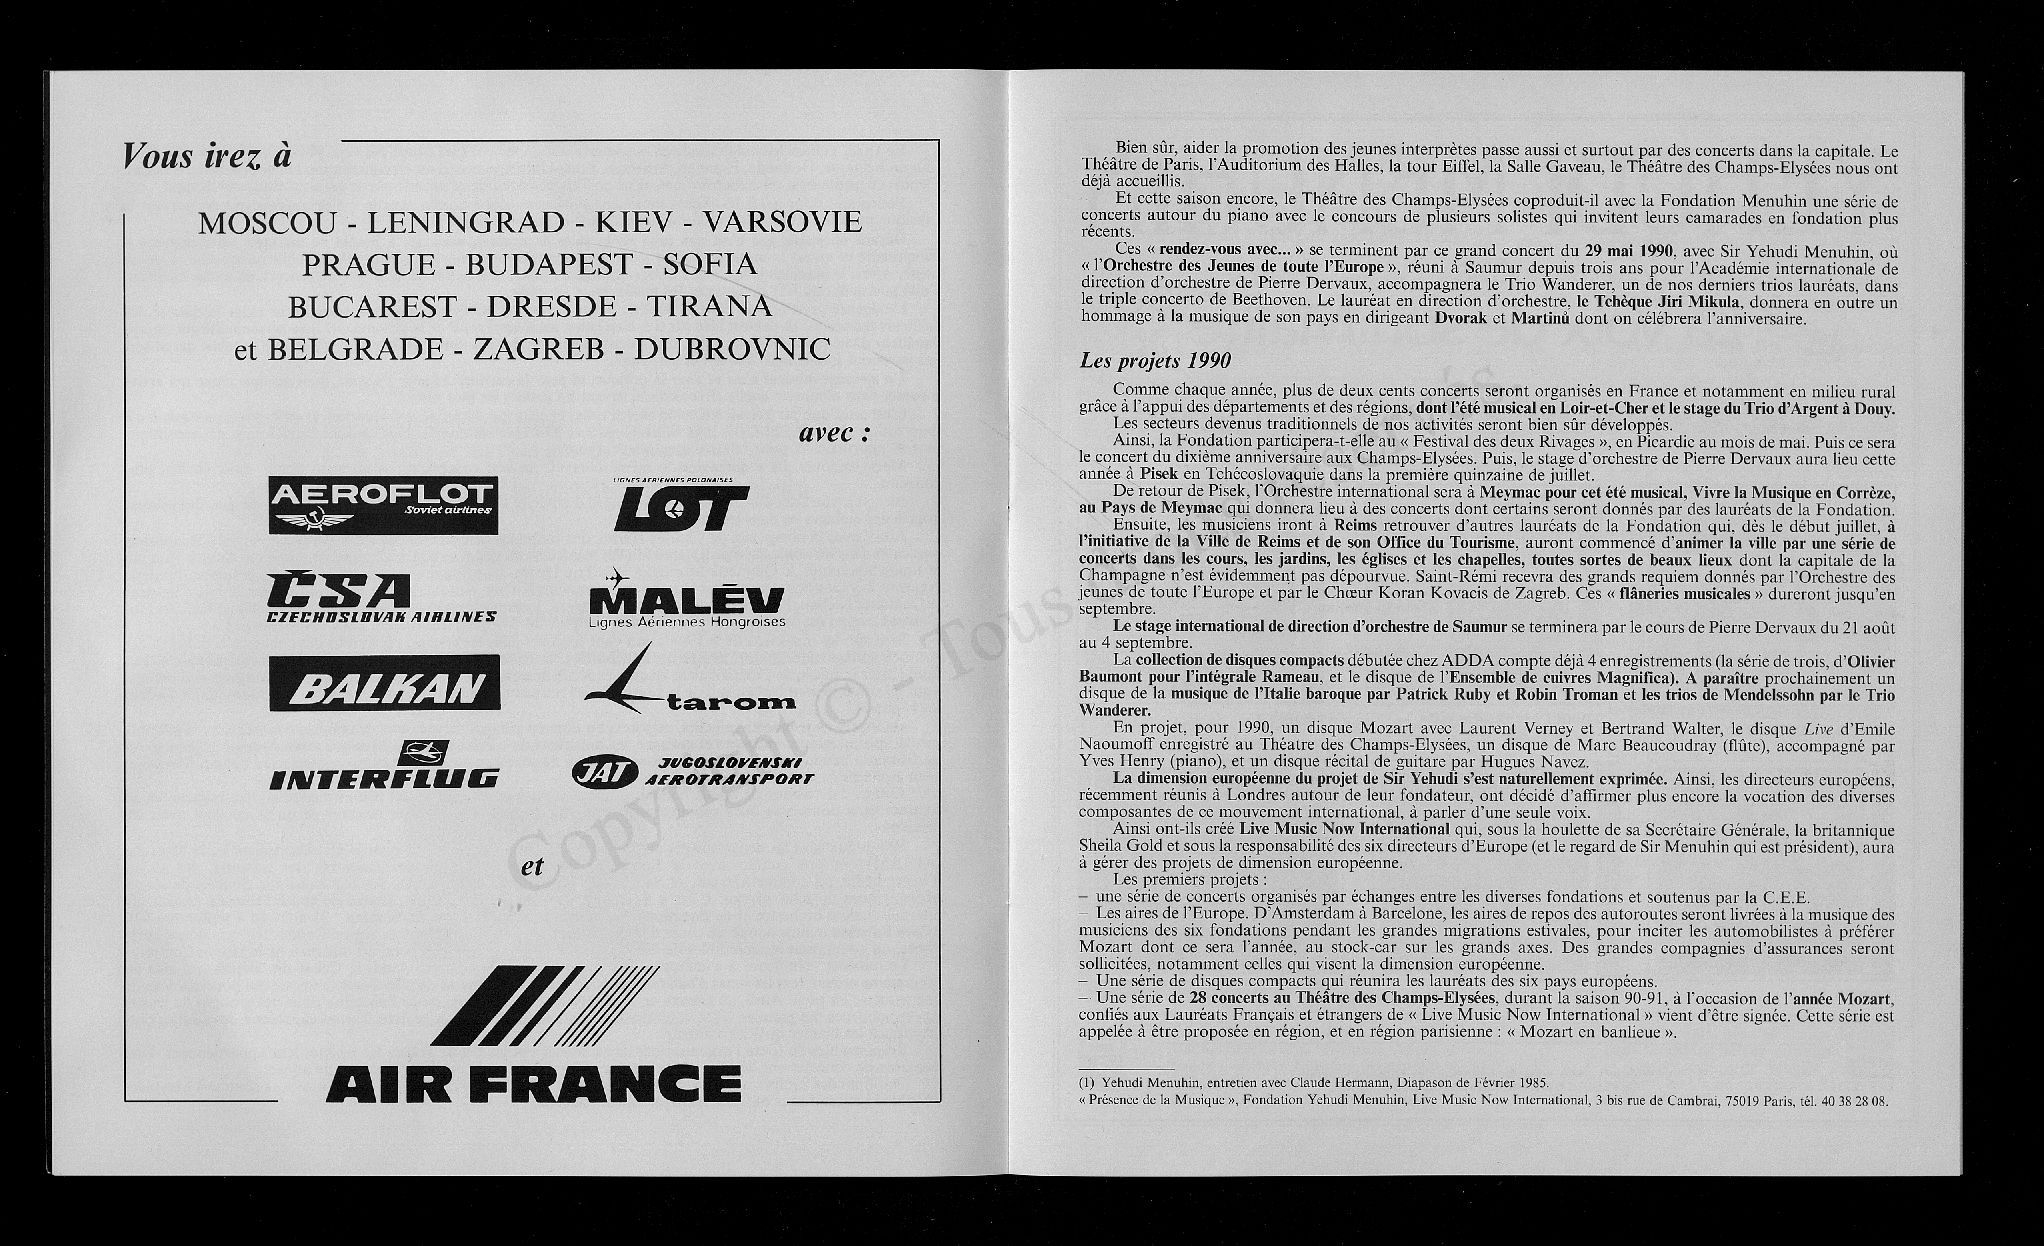 Vous irez à
MOSCOU - LENINGRAD - KIEV - VARSOVIE
PRAGUE - BUDAPEST - SOFIA
BUCAREST - DRESDE - TIRANA
et BELGRADE - ZAGREB - DUBROVNIC
avec :
AEROFLOT
Soviet airlines
LIGNES AERIENNES POLONAISES
LOT
ČSA
CZECHOSLOVAK AIRLINES
MALÉV
Lignes Aériennes Hongroises
BALKAN
tarom
INTERFLUG
JAT
JUGOSLOVENSKI
AEROTRANSPORT
et
AIR FRANCE
Copyright © - Tous
Bien sûr, aider la promotion des jeunes interprètes passe aussi et surtout par des concerts dans la capitale. Le
Théâtre de Paris, l'Auditorium des Halles, la tour Eiffel, la Salle Gaveau, le Théâtre des Champs-Elysées nous ont
déjà accueillis.
Et cette saison encore, le Théâtre des Champs-Elysées coproduit-il avec la Fondation Menuhin une série de
concerts autour du piano avec le concours de plusieurs solistes qui invitent leurs camarades en fondation plus
récents.
Ces « rendez-vous avec... » se terminent par ce grand concert du 29 mai 1990, avec Sir Yehudi Menuhin, où
« l'Orchestre des Jeunes de toute l'Europe », réuni à Saumur depuis trois ans pour l'Académie internationale de
direction d'orchestre de Pierre Dervaux, accompagnera le Trio Wanderer, un de nos derniers trios lauréats, dans
le triple concerto de Beethoven. Le lauréat en direction d'orchestre, le Tchèque Jiri Mikula, donnera en outre un
hommage à la musique de son pays en dirigeant Dvorak et Martinů dont on célébrera l'anniversaire.
Les projets 1990
Comme chaque année, plus de deux cents concerts seront organisés en France et notamment en milieu rural
grâce à l'appui des départements et des régions, dont l'été musical en Loir-et-Cher et le stage du Trio d'Argent à Douy.
Les secteurs devenus traditionnels de nos activités seront bien sûr développés.
Ainsi, la Fondation participera-t-elle au « Festival des deux Rivages », en Picardie au mois de mai. Puis ce sera
le concert du dixième anniversaire aux Champs-Elysées. Puis, le stage d'orchestre de Pierre Dervaux aura lieu cette
année à Pisek en Tchécoslovaquie dans la première quinzaine de juillet.
De retour de Pisek, l'Orchestre international sera à Meymac pour cet été musical, Vivre la Musique en Corrèze,
au Pays de Meymac qui donnera lieu à des concerts dont certains seront donnés par des lauréats de la Fondation.
Ensuite, les musiciens iront à Reims retrouver d'autres lauréats de la Fondation qui, dès le début juillet, à
l'initiative de la Ville de Reims et de son Office du Tourisme, auront commencé d'animer la ville par une série de
concerts dans les cours, les jardins, les églises et les chapelles, toutes sortes de beaux lieux dont la capitale de la
Champagne n'est évidemment pas dépourvue. Saint-Rémi recevra des grands requiem donnés par l'Orchestre des
jeunes de toute l'Europe et par le Chœur Koran Kovacis de Zagreb. Ces « flâneries musicales » dureront jusqu'en
septembre.
Le stage international de direction d'orchestre de Saumur se terminera par le cours de Pierre Dervaux du 21 août
au 4 septembre.
La collection de disques compacts débutée chez ADDA compte déjà 4 enregistrements (la série de trois, d'Olivier
Baumont pour l'intégrale Rameau, et le disque de l'Ensemble de cuivres Magnifica). A paraître prochainement un
disque de la musique de l'Italie baroque par Patrick Ruby et Robin Troman et les trios de Mendelssohn par le Trio
Wanderer.
En projet, pour 1990, un disque Mozart avec Laurent Verney et Bertrand Walter, le disque Live d'Emile
Naoumoff enregistré au Théatre des Champs-Elysées, un disque de Marc Beaucoudray (flûte), accompagné par
Yves Henry (piano), et un disque récital de guitare par Hugues Navez.
La dimension européenne du projet de Sir Yehudi s'est naturellement exprimée. Ainsi, les directeurs européens,
récemment réunis à Londres autour de leur fondateur, ont décidé d'affirmer plus encore la vocation des diverses
composantes de ce mouvement international, à parler d'une seule voix.
Ainsi ont-ils créé Live Music Now International qui, sous la houlette de sa Secrétaire Générale, la britannique
Sheila Gold et sous la responsabilité des six directeurs d'Europe (et le regard de Sir Menuhin qui est président), aura
à gérer des projets de dimension européenne.
Les premiers projets :
– une série de concerts organisés par échanges entre les diverses fondations et soutenus par la C.E.E.
– Les aires de l'Europe. D'Amsterdam à Barcelone, les aires de repos des autoroutes seront livrées à la musique des
musiciens des six fondations pendant les grandes migrations estivales, pour inciter les automobilistes à préférer
Mozart dont ce sera l'année, au stock-car sur les grands axes. Des grandes compagnies d'assurances seront
sollicitées, notamment celles qui visent la dimension européenne.
– Une série de disques compacts qui réunira les lauréats des six pays européens.
– Une série de 28 concerts au Théâtre des Champs-Elysées, durant la saison 90-91, à l'occasion de l'année Mozart,
confiés aux Lauréats Français et étrangers de « Live Music Now International » vient d'être signée. Cette série est
appelée à être proposée en région, et en région parisienne : « Mozart en banlieue ».
(1) Yehudi Menuhin, entretien avec Claude Hermann, Diapason de Février 1985.
« Présence de la Musique », Fondation Yehudi Menuhin, Live Music Now International, 3 bis rue de Cambrai, 75019 Paris, tél. 40 38 28 08.